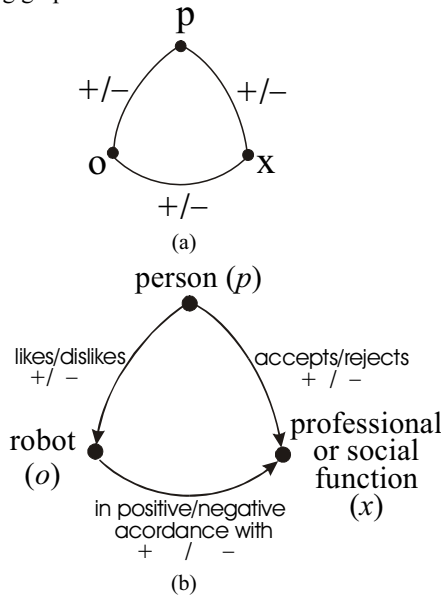 p
+/– +/–
o x
+/–
(a)
person (p)
likes/dislikes accepts/rejects
+/ – + / –
robot professional
(o) or social
function
(x)
in positive/negative
acordance with
+ / –
(b)